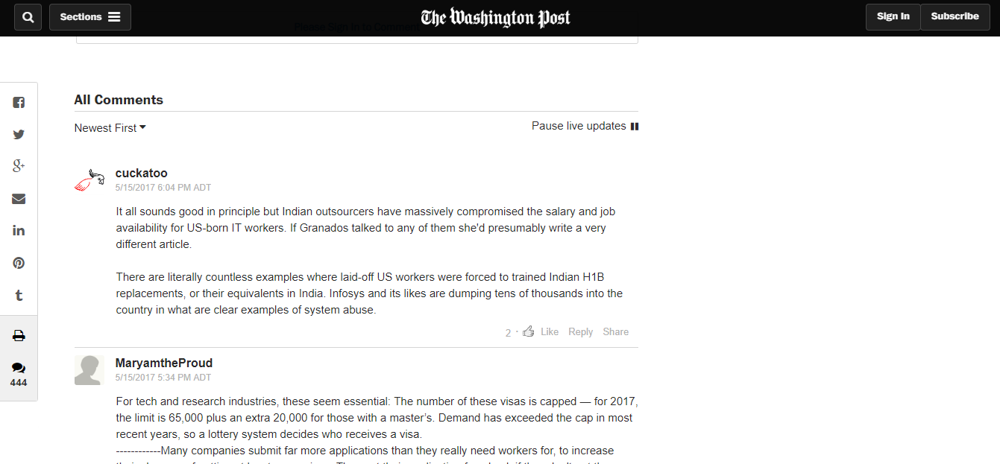 Sections
The Washington Post
Sign In
Subscribe
Please Sign In to Comment
All Comments
Newest First
Pause live updates
cuckatoo
5/15/2017 6:04 PM ADT
It all sounds good in principle but Indian outsourcers have massively compromised the salary and job
availability for US-born IT workers. If Granados talked to any of them she'd presumably write a very
different article.
There are literally countless examples where laid-off US workers were forced to trained Indian H1B
replacements, or their equivalents in India. Infosys and its likes are dumping tens of thousands into the
country in what are clear examples of system abuse.
2 · Like Reply Share
MaryamtheProud
5/15/2017 5:34 PM ADT
For tech and research industries, these seem essential: The number of these visas is capped — for 2017,
the limit is 65,000 plus an extra 20,000 for those with a master’s. Demand has exceeded the cap in most
recent years, so a lottery system decides who receives a visa.
------------Many companies submit far more applications than they really need workers for, to increase
444